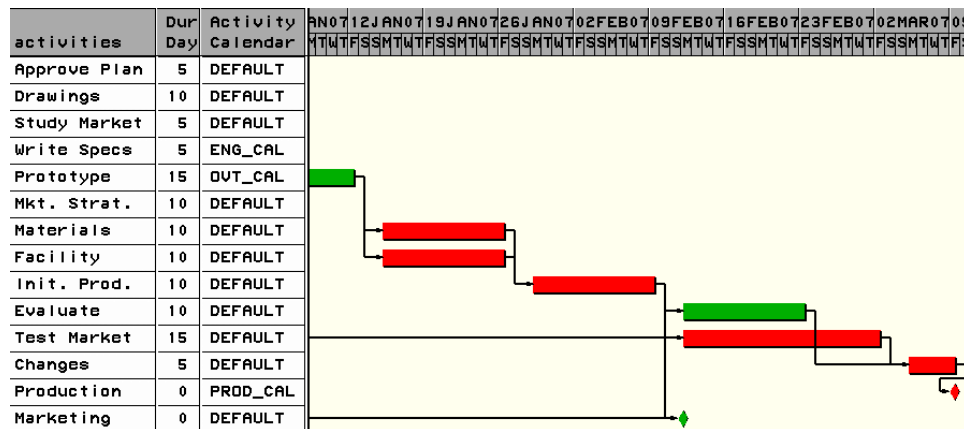 Dur Activity AN07 12JAN07 19JAN07 26JAN07 02FEB07 09FEB07 16FEB07 23FEB07 02MAR07 09
activities Day Calendar MTWTFSSMTWTFSSMTWTFSSMTWTFSSMTWTFSSMTWTFSSMTWTFSSMTWTFSSMTWTFS
Approve Plan 5 DEFAULT
Drawings 10 DEFAULT
Study Market 5 DEFAULT
Write Specs 5 ENG_CAL
Prototype 15 OVT_CAL
Mkt. Strat. 10 DEFAULT
Materials 10 DEFAULT
Facility 10 DEFAULT
Init. Prod. 10 DEFAULT
Evaluate 10 DEFAULT
Test Market 15 DEFAULT
Changes 5 DEFAULT
Production 0 PROD_CAL
Marketing 0 DEFAULT